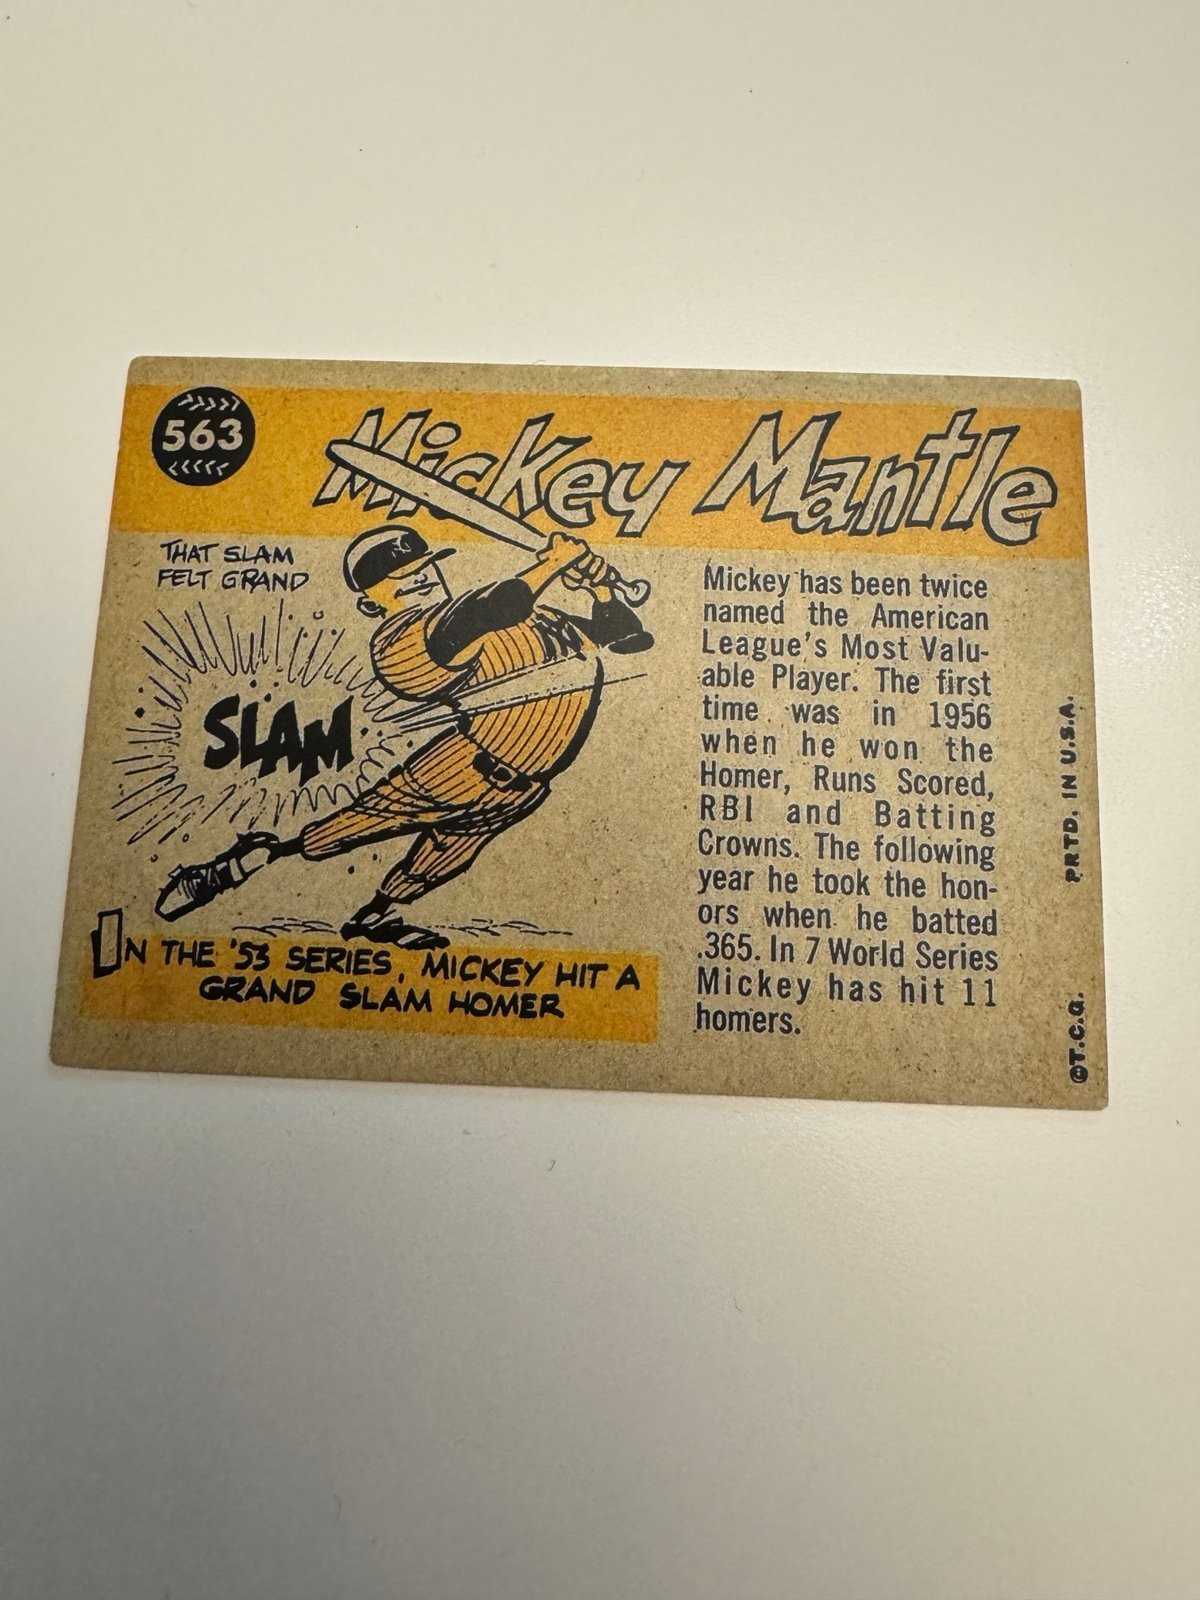 563
Mickey Mantle
THAT SLAM
FELT GRAND
SLAM
IN THE '53 SERIES, MICKEY HIT A
GRAND SLAM HOMER
Mickey has been twice
named the American
League's Most Valu-
able Player. The first
time was in 1956
when he won the
Homer, Runs Scored,
RBI and Batting
Crowns. The following
year he took the hon-
ors when he batted
.365. In 7 World Series
Mickey has hit 11
homers.
©T.C.G.
PRTD. IN U.S.A.